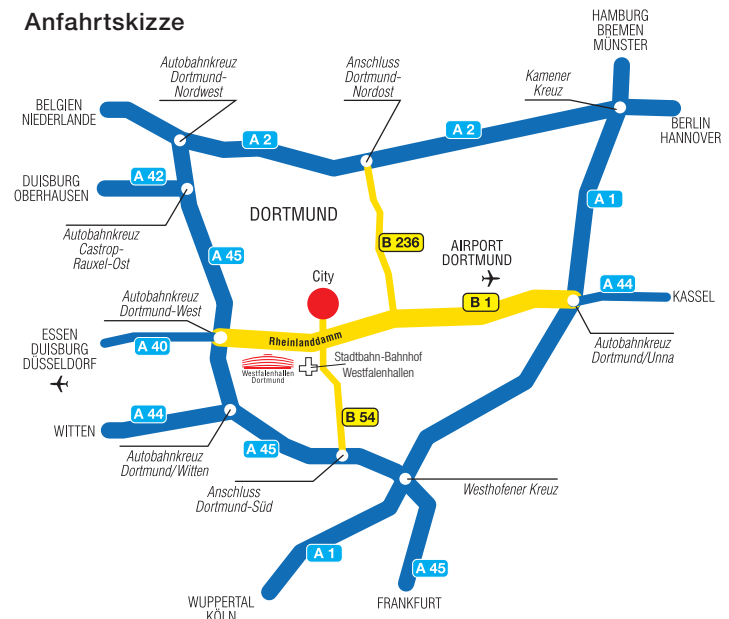 Anfahrtskizze
HAMBURG
BREMEN
MÜNSTER
Autobahnkreuz
Dortmund-
Nordwest
Anschluss
Dortmund-
Nordost
Kamener
Kreuz
BELGIEN
NIEDERLANDE
BERLIN
HANNOVER
A 2
A 2
DUISBURG
OBERHAUSEN
A 42
A 1
DORTMUND
Autobahnkreuz
Castrop-
Rauxel-Ost
B 236
A 45
AIRPORT
DORTMUND
City
A 44
KASSEL
Autobahnkreuz
Dortmund-West
B 1
Rheinlanddamm
ESSEN
DUISBURG
DÜSSELDORF
A 40
Autobahnkreuz
Dortmund/Unna
Westfalenhallen
Dortmund
Stadtbahn-Bahnhof
Westfalenhallen
A 44
WITTEN
B 54
Autobahnkreuz
Dortmund/Witten
A 45
Anschluss
Dortmund-Süd
Westhofener Kreuz
A 1
A 45
WUPPERTAL
KÖLN
FRANKFURT